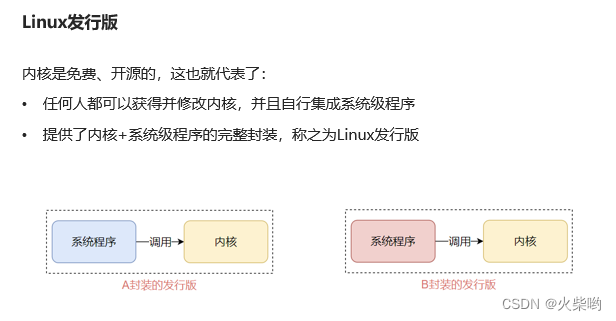 Linux发行版
内核是免费、开源的，这也就代表了：
• 任何人都可以获得并修改内核，并且自行集成系统级程序
• 提供了内核+系统级程序的完整封装，称之为Linux发行版
系统程序 调用 内核
A封装的发行版
系统程序 调用 内核
B封装的发行版
CSDN @火柴哟